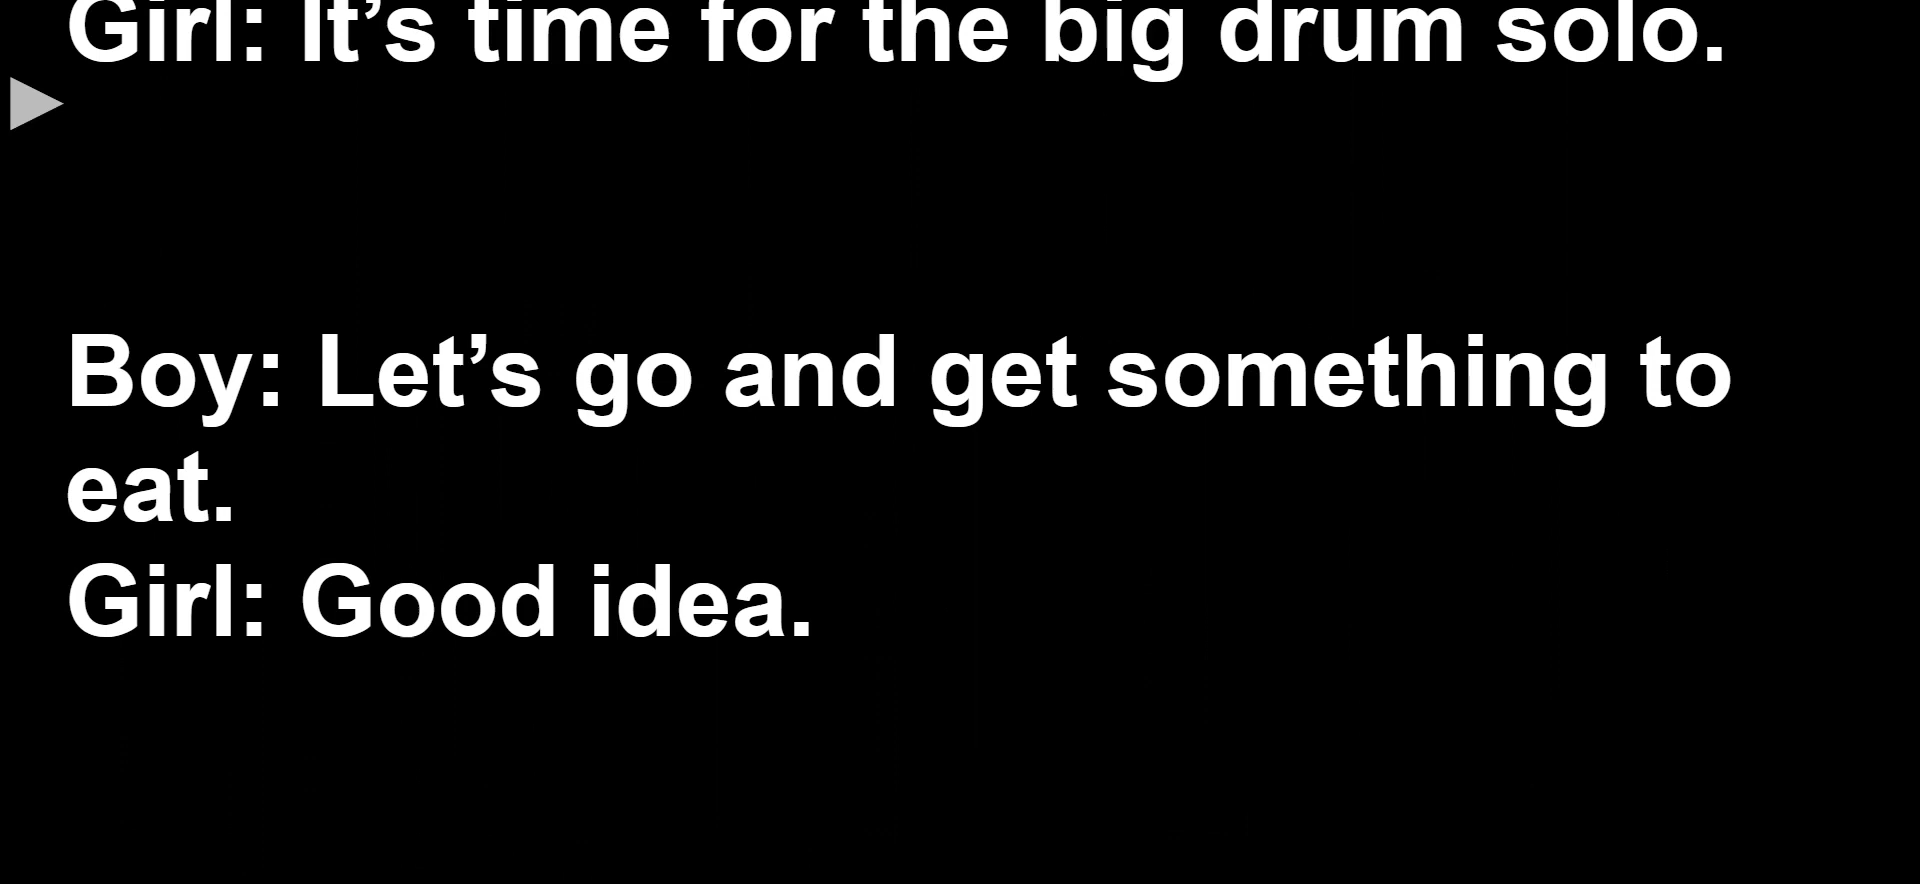 Girl: It’s time for the big drum solo.
Boy: Let’s go and get something to
eat.
Girl: Good idea.